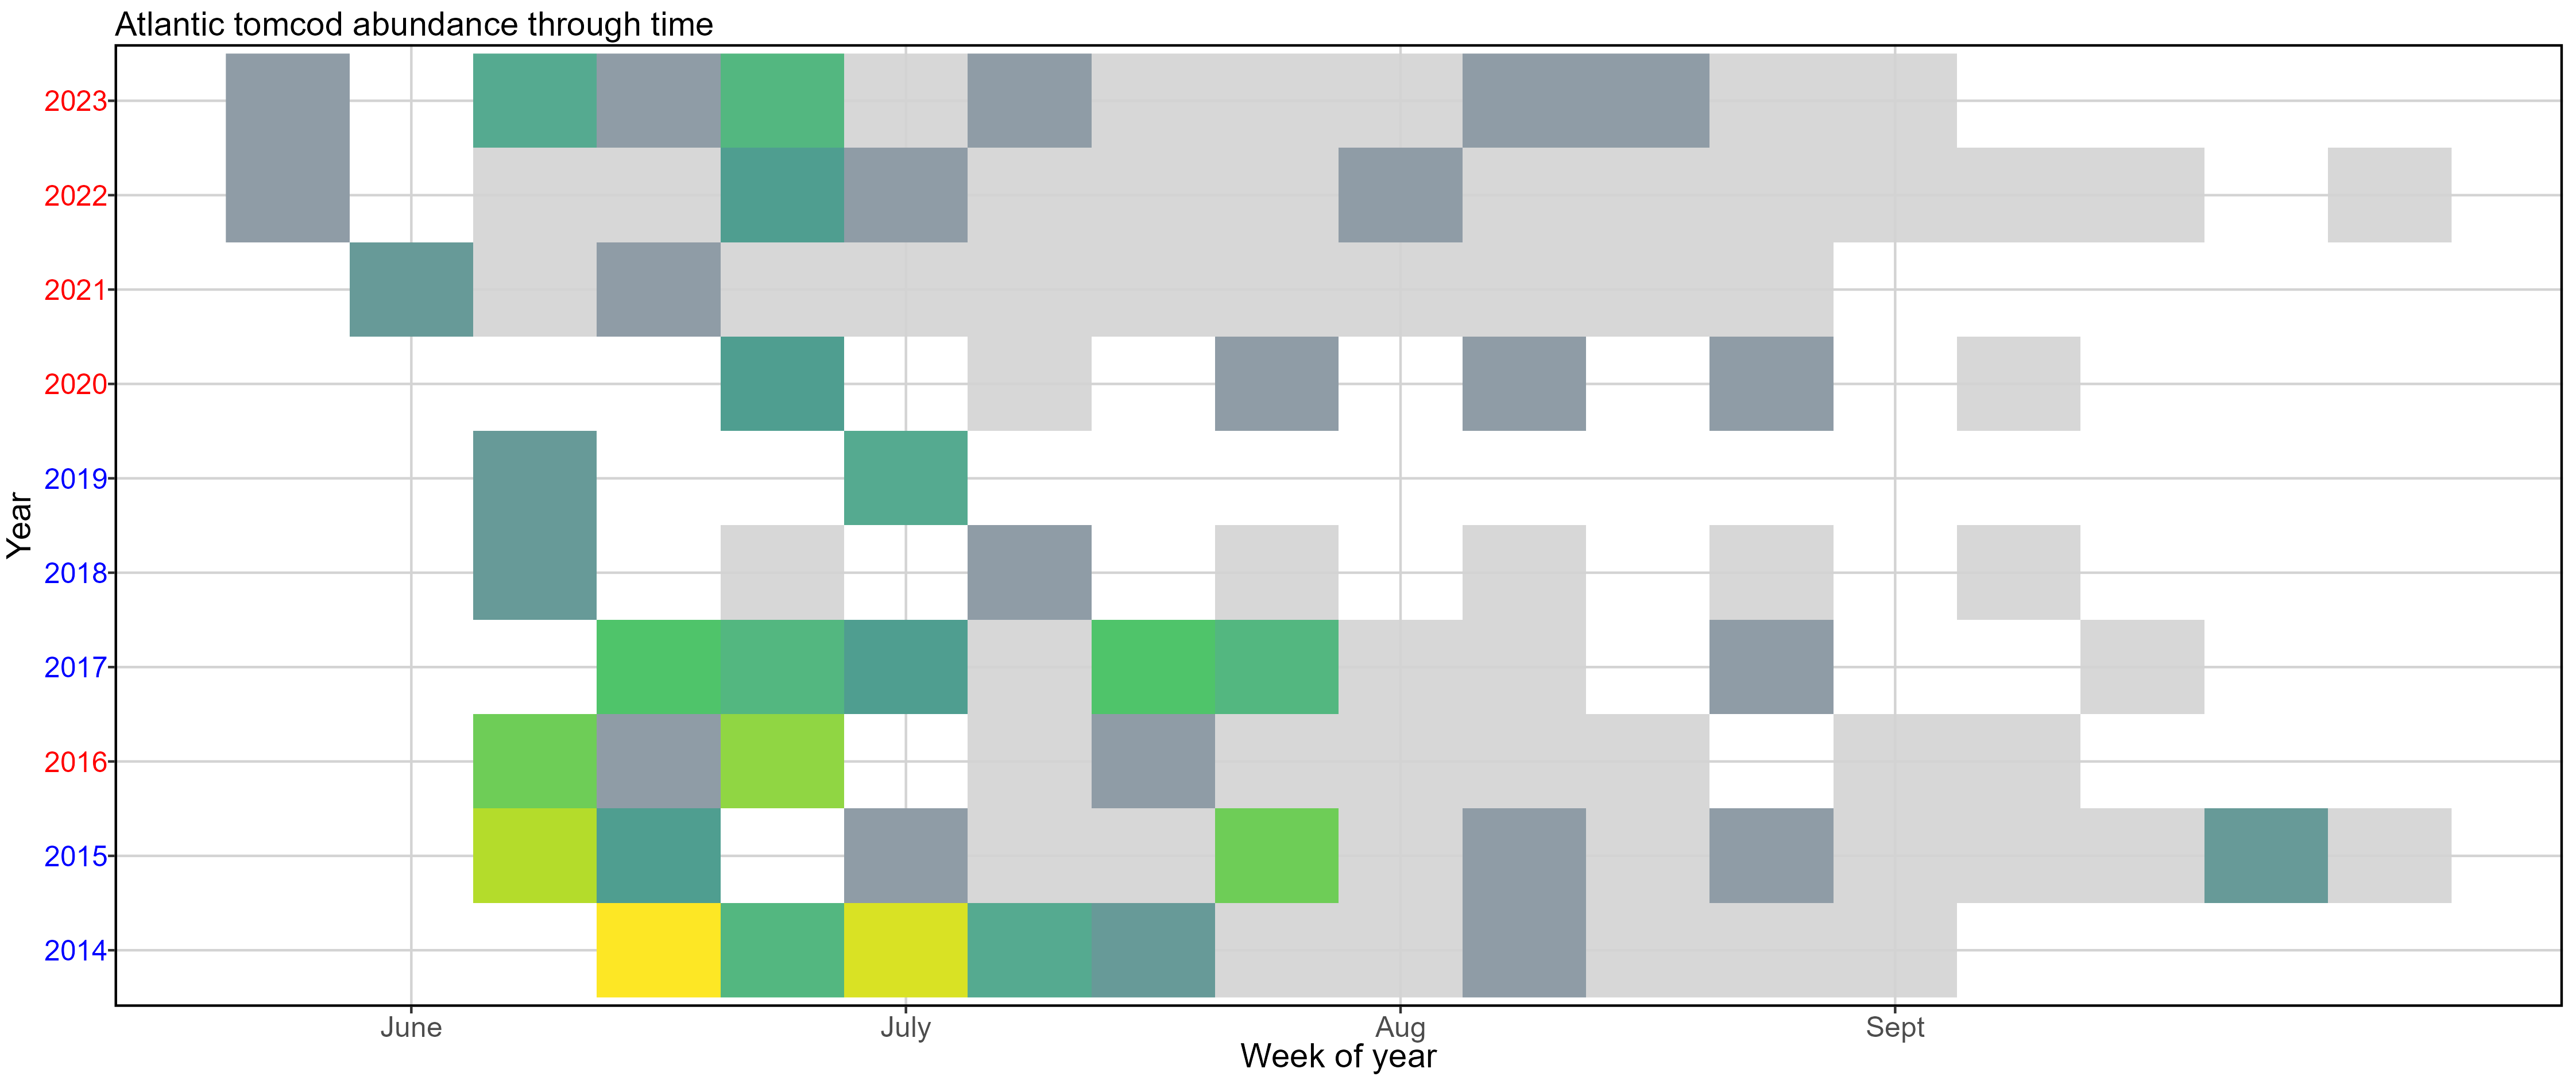 Atlantic tomcod abundance through time
Year
2023
2022
2021
2020
2019
2018
2017
2016
2015
2014
June July Aug Sept
Week of year